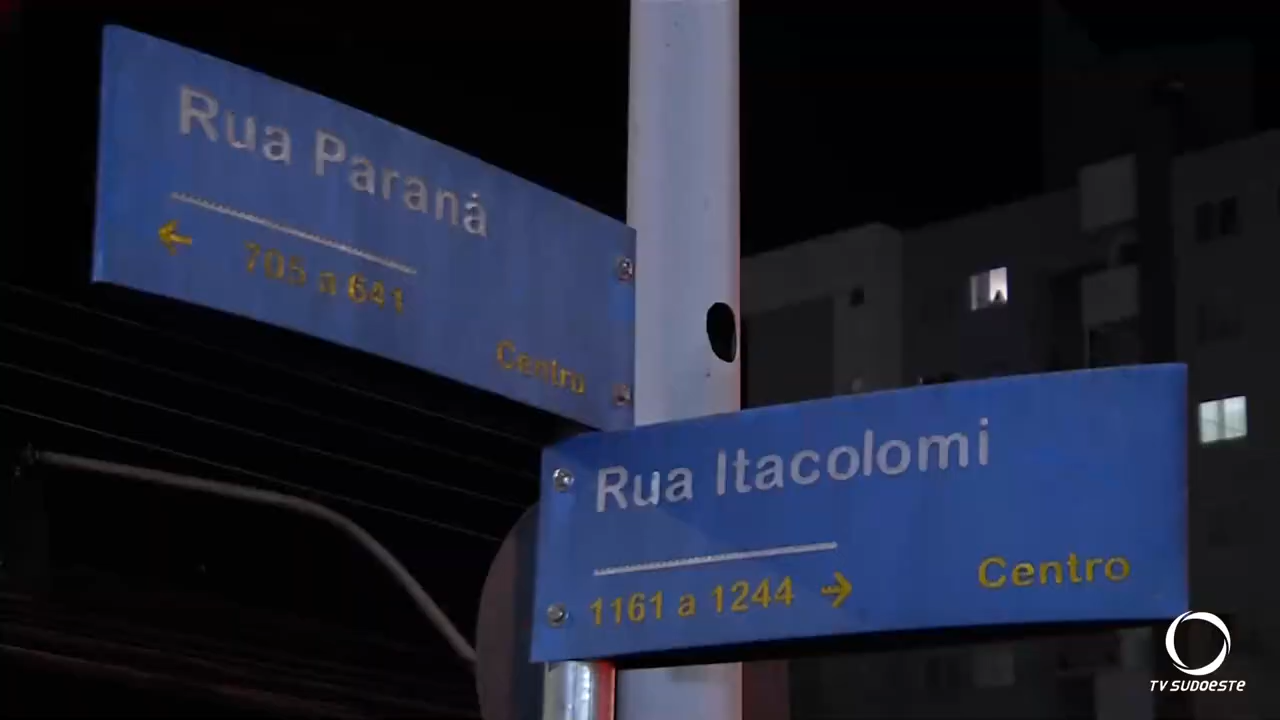 Rua Paraná
← 705 a 641
Centro
Rua Itacolomi
1161 a 1244 →
Centro
TV SUDOESTE